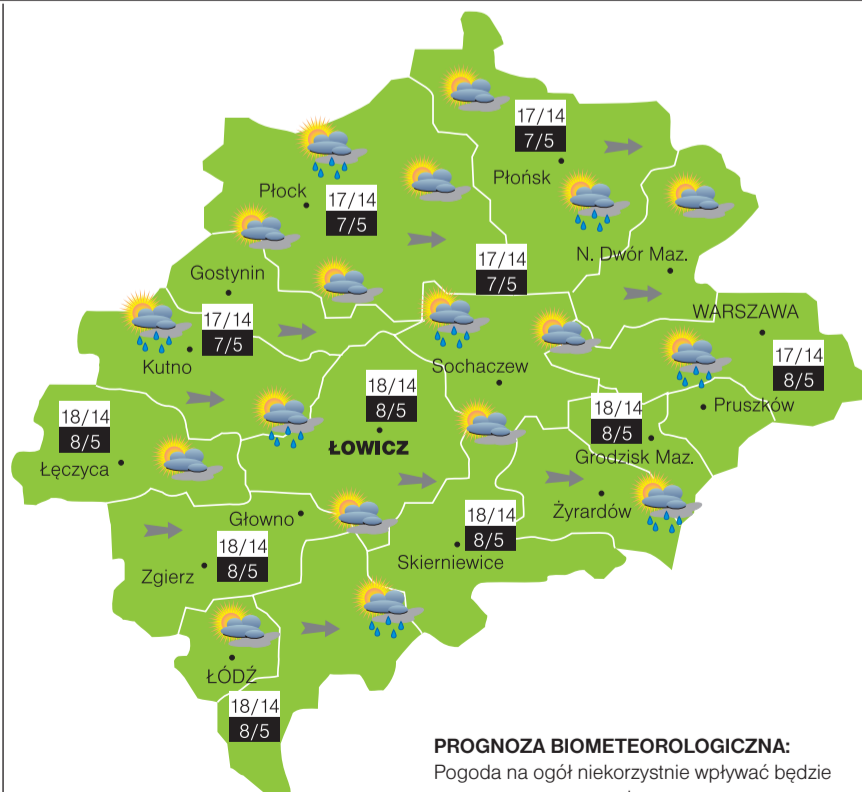 17/14
7/5
Płońsk
Płock
17/14
7/5
N. Dwór Maz.
17/14
7/5
Gostynin
WARSZAWA
17/14
7/5
Kutno
17/14
8/5
Sochaczew
18/14
8/5
ŁOWICZ
Pruszków
18/14
8/5
Grodzisk Maz.
18/14
8/5
Łęczyca
Żyrardów
Głowno
18/14
8/5
Skierniewice
18/14
8/5
Zgierz
ŁÓDŹ
18/14
8/5
PROGNOZA BIOMETEOROLOGICZNA:
Pogoda na ogół niekorzystnie wpływać będzie